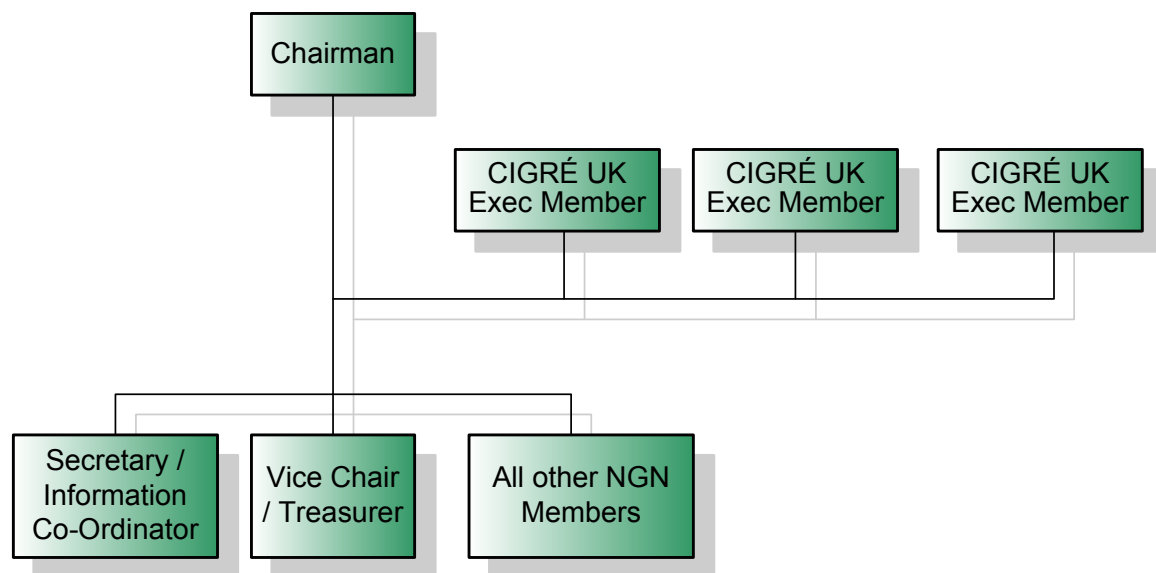 Chairman
CIGRÉ UK
Exec Member
CIGRÉ UK
Exec Member
CIGRÉ UK
Exec Member
Secretary /
Information
Co-Ordinator
Vice Chair
/ Treasurer
All other NGN
Members